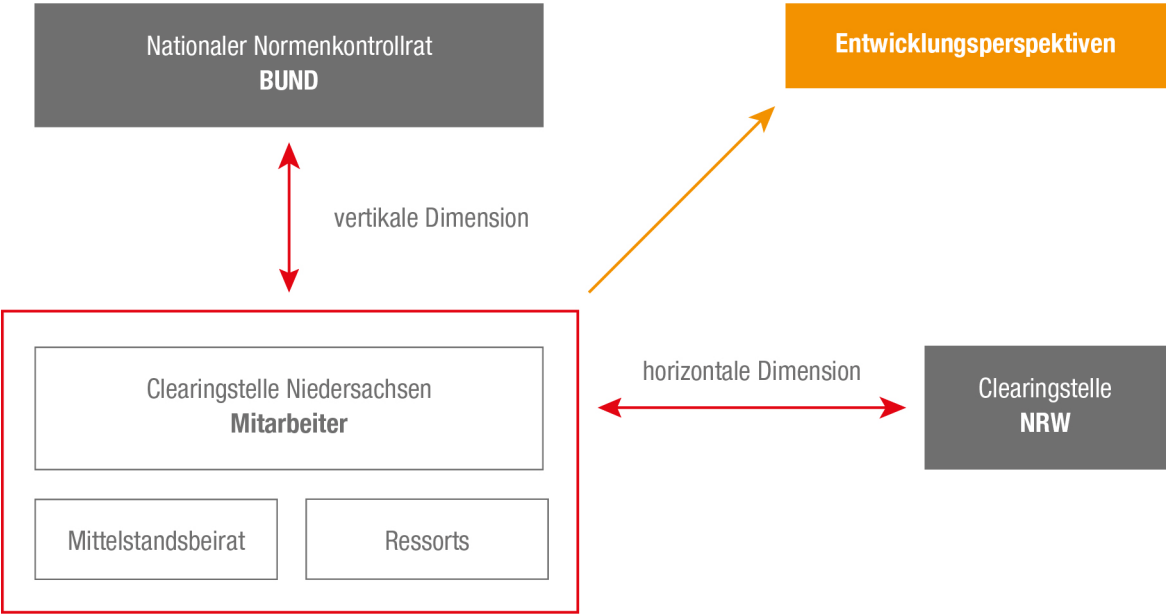 Nationaler Normenkontrollrat
BUND
Entwicklungsperspektiven
vertikale Dimension
Clearingstelle Niedersachsen
Mitarbeiter
horizontale Dimension
Clearingstelle
NRW
Mittelstandsbeirat
Ressorts